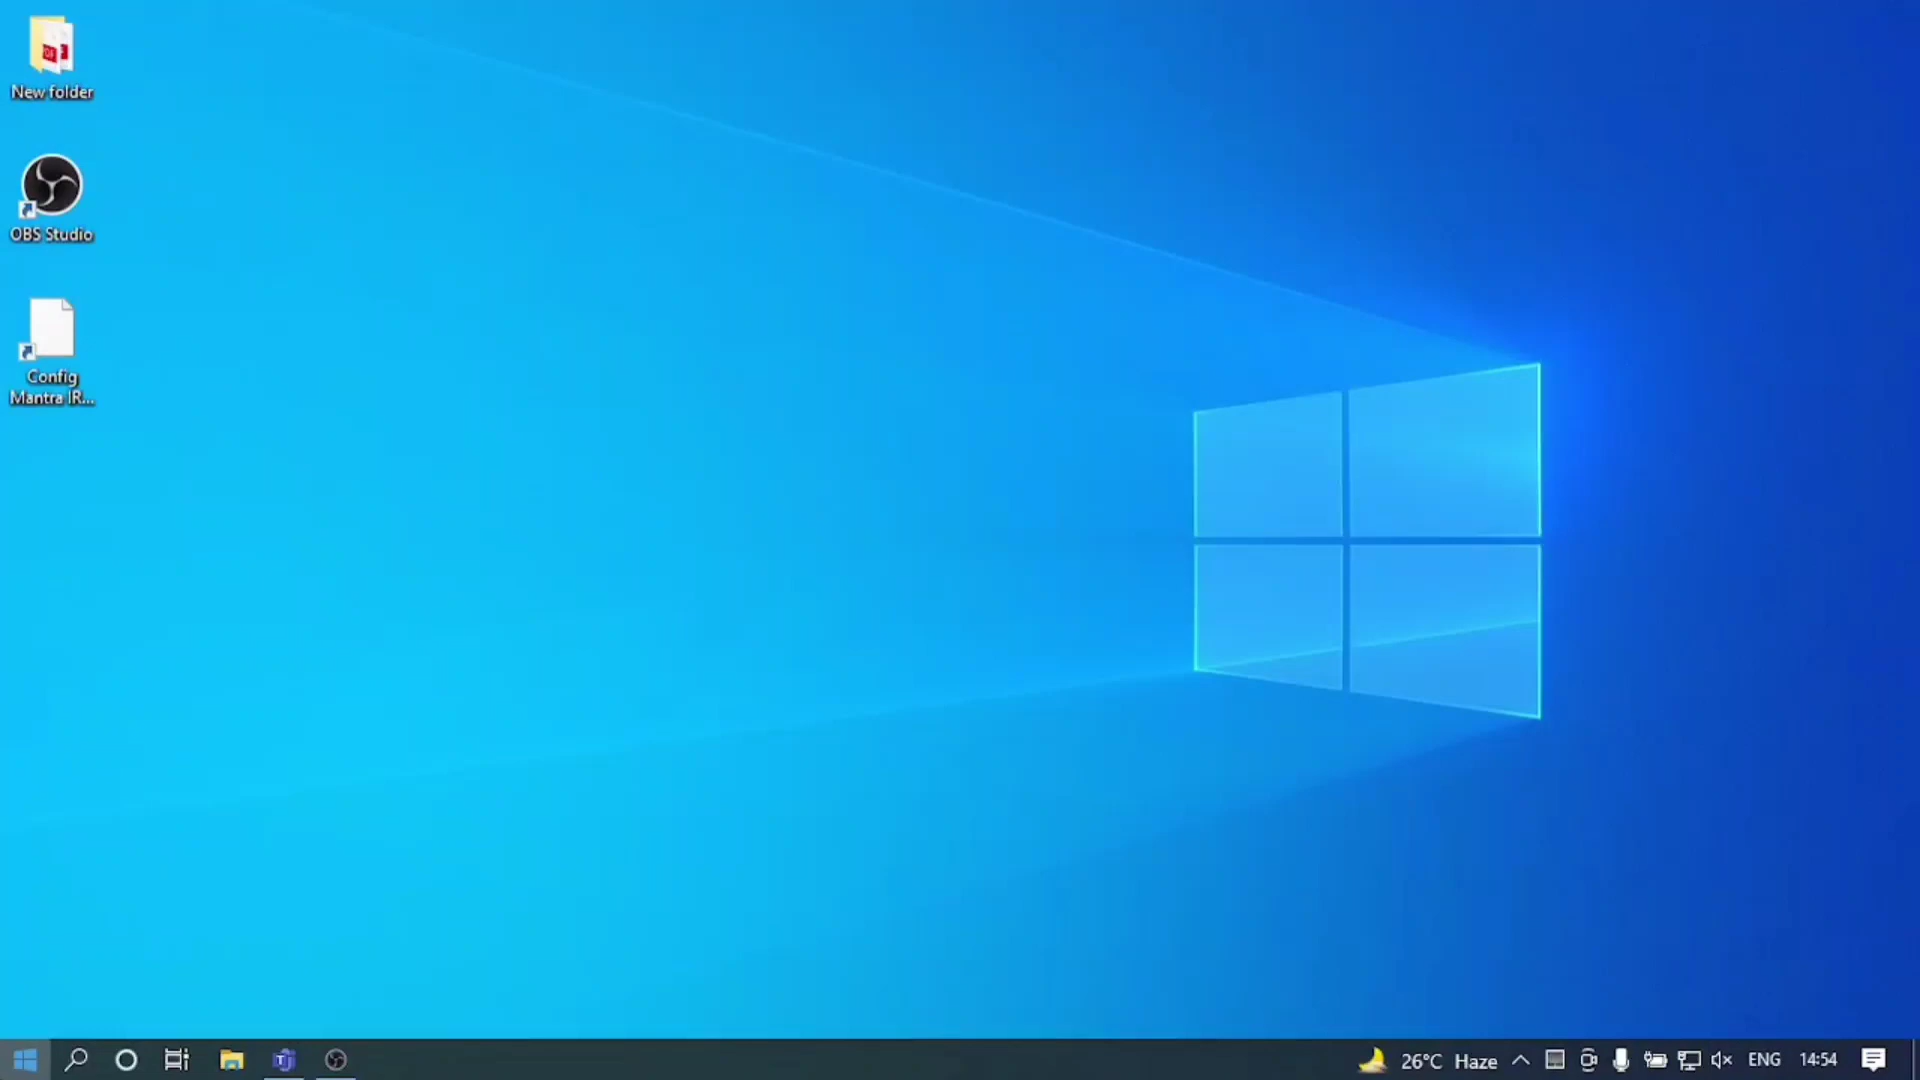 New folder
OBS Studio
Config
Mantra IR...
26°C Haze
ENG
14:54